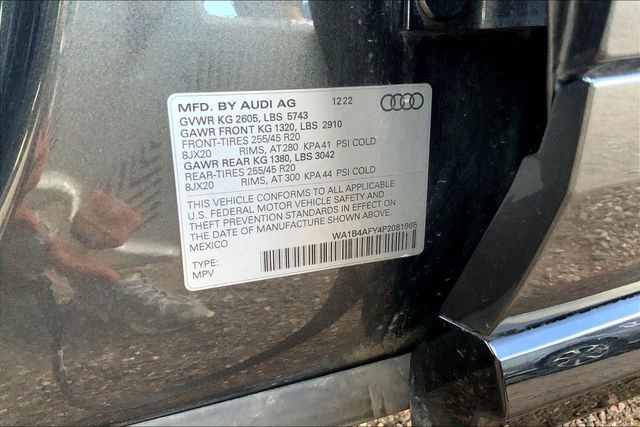 MFD. BY AUDI AG 12 22
GVWR KG 2605, LBS 5743
GAWR FRONT KG 1320, LBS 2910
FRONT-TIRES 255/45 R20
8JX20 RIMS, AT 280 KPA 41 PSI COLD
GAWR REAR KG 1380, LBS 3042
REAR-TIRES 255/45 R20
8JX20 RIMS, AT 300 KPA 44 PSI COLD
THIS VEHICLE CONFORMS TO ALL APPLICABLE
U.S. FEDERAL MOTOR VEHICLE SAFETY AND
THEFT PREVENTION STANDARDS IN EFFECT ON
THE DATE OF MANUFACTURE SHOWN ABOVE.
MEXICO
WA1B4AFY4P2081965
TYPE:
MPV